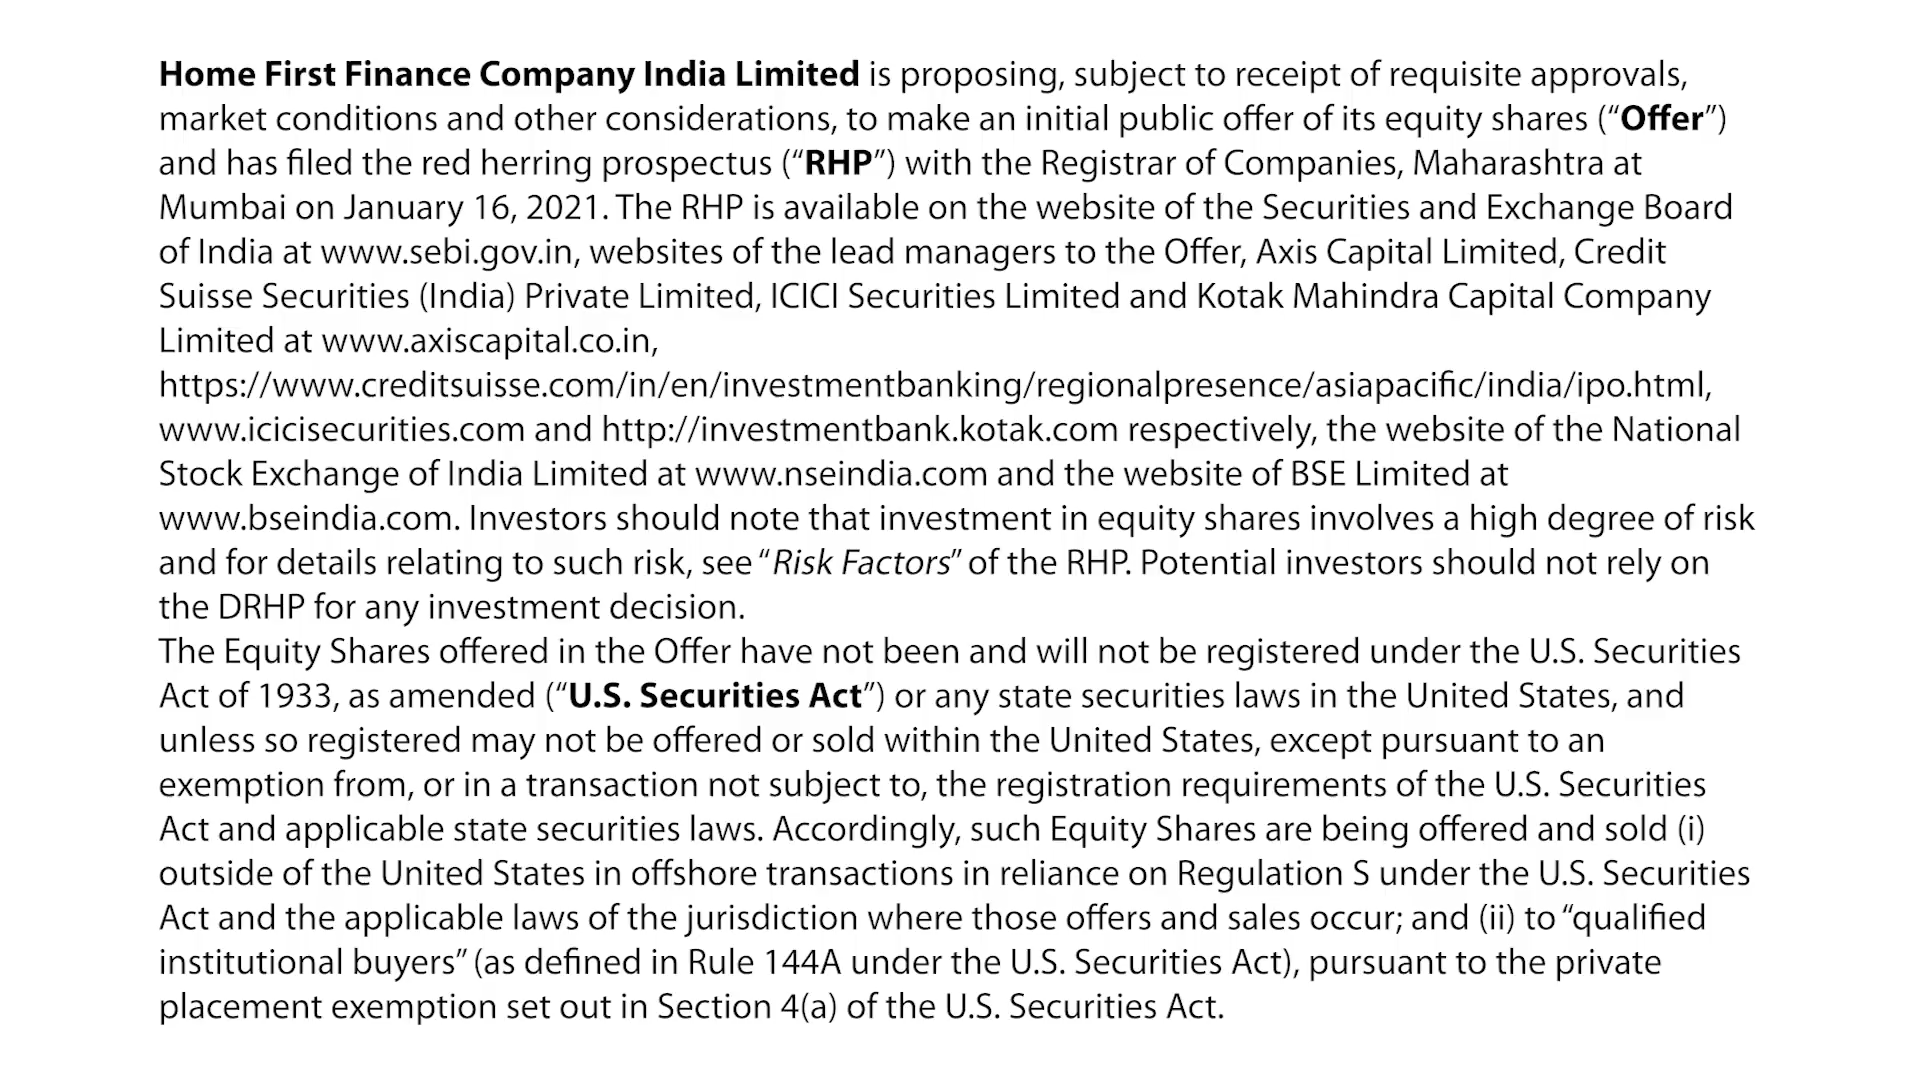 Home First Finance Company India Limited is proposing, subject to receipt of requisite approvals,
market conditions and other considerations, to make an initial public offer of its equity shares (“Offer”)
and has filed the red herring prospectus (“RHP”) with the Registrar of Companies, Maharashtra at
Mumbai on January 16, 2021. The RHP is available on the website of the Securities and Exchange Board
of India at www.sebi.gov.in, websites of the lead managers to the Offer, Axis Capital Limited, Credit
Suisse Securities (India) Private Limited, ICICI Securities Limited and Kotak Mahindra Capital Company
Limited at www.axiscapital.co.in,
https://www.creditsuisse.com/in/en/investmentbanking/regionalpresence/asiapacific/india/ipo.html,
www.icicisecurities.com and http://investmentbank.kotak.com respectively, the website of the National
Stock Exchange of India Limited at www.nseindia.com and the website of BSE Limited at
www.bseindia.com. Investors should note that investment in equity shares involves a high degree of risk
and for details relating to such risk, see “Risk Factors” of the RHP. Potential investors should not rely on
the DRHP for any investment decision.
The Equity Shares offered in the Offer have not been and will not be registered under the U.S. Securities
Act of 1933, as amended (“U.S. Securities Act”) or any state securities laws in the United States, and
unless so registered may not be offered or sold within the United States, except pursuant to an
exemption from, or in a transaction not subject to, the registration requirements of the U.S. Securities
Act and applicable state securities laws. Accordingly, such Equity Shares are being offered and sold (i)
outside of the United States in offshore transactions in reliance on Regulation S under the U.S. Securities
Act and the applicable laws of the jurisdiction where those offers and sales occur; and (ii) to “qualified
institutional buyers” (as defined in Rule 144A under the U.S. Securities Act), pursuant to the private
placement exemption set out in Section 4(a) of the U.S. Securities Act.